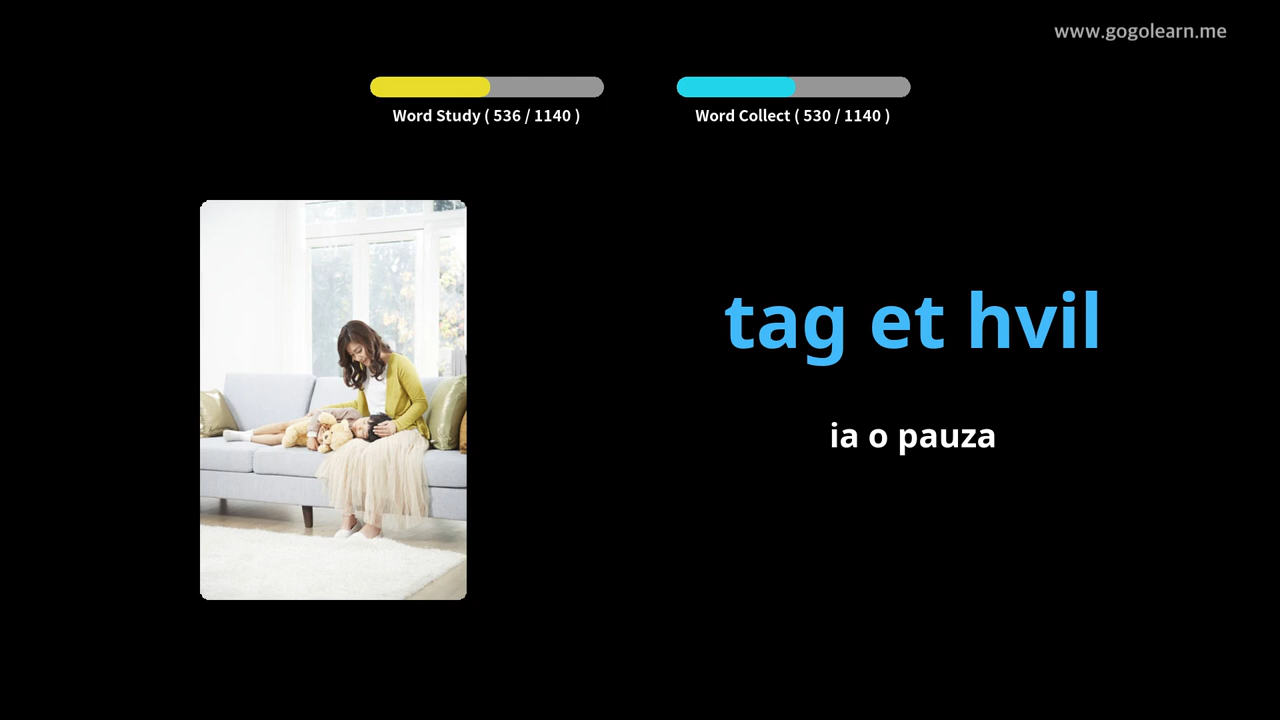 www.gogolearn.me
Word Study ( 536 / 1140 )
Word Collect ( 530 / 1140 )
tag et hvil
ia o pauza